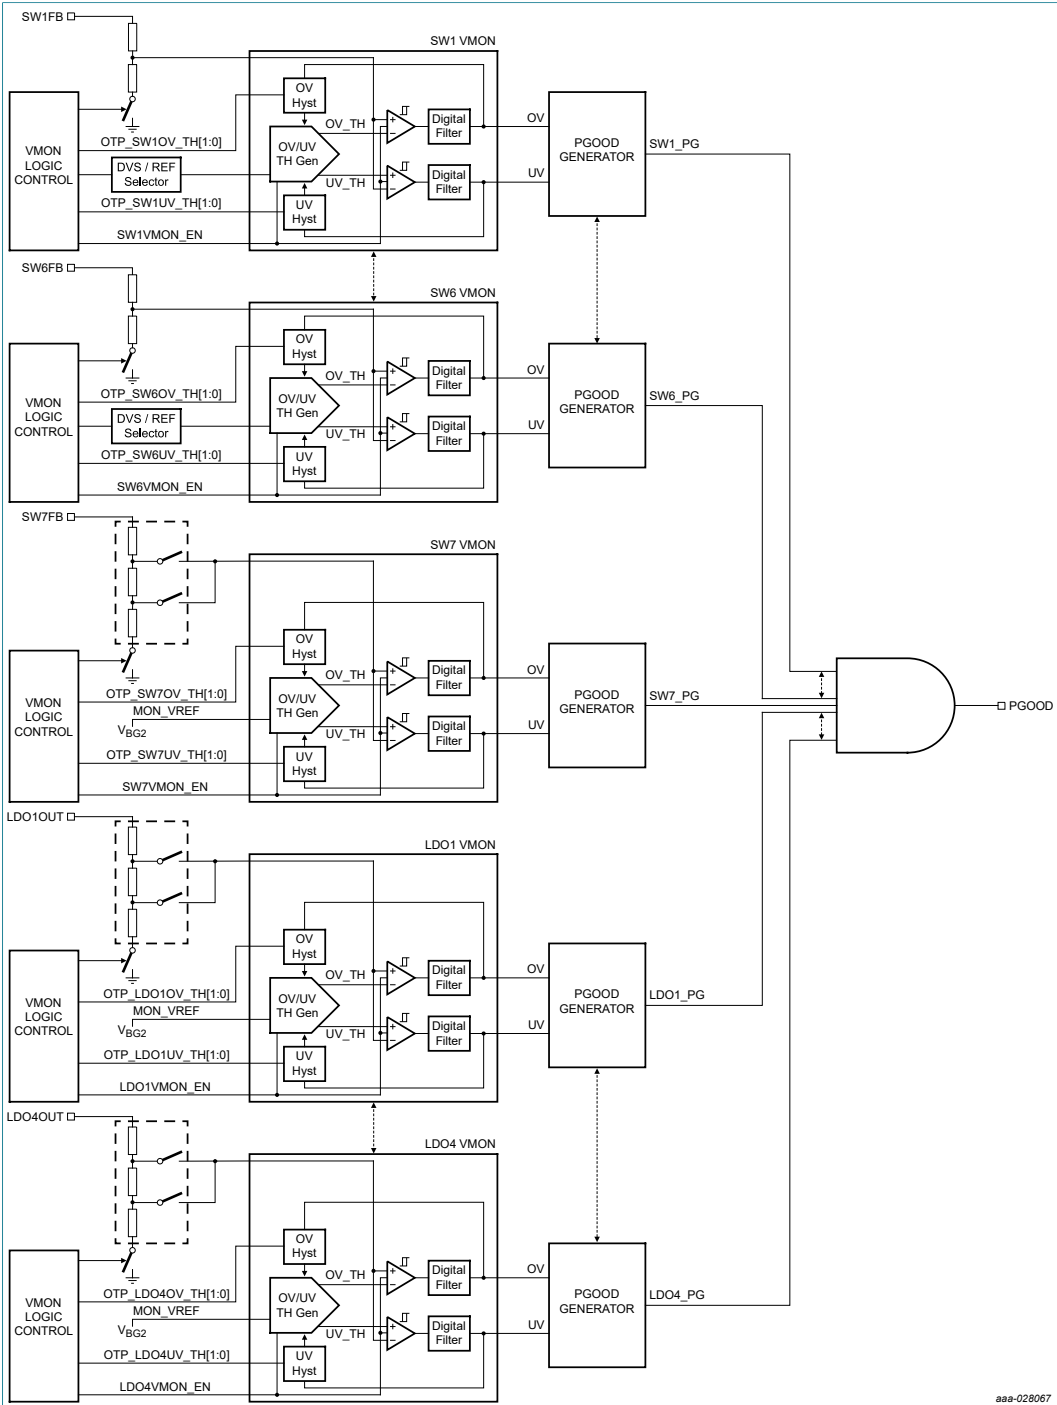 SW1FB
SW1 VMON
VMON
LOGIC
CONTROL
OTP_SW1OV_TH[1:0]
DVS / REF
Selector
OTP_SW1UV_TH[1:0]
SW1VMON_EN
OV
Hyst
OV/UV
TH Gen
UV
Hyst
OV_TH
UV_TH
Digital
Filter
Digital
Filter
OV
UV
PGOOD
GENERATOR
SW1_PG
SW6FB
SW6 VMON
VMON
LOGIC
CONTROL
OTP_SW6OV_TH[1:0]
DVS / REF
Selector
OTP_SW6UV_TH[1:0]
SW6VMON_EN
OV
Hyst
OV/UV
TH Gen
UV
Hyst
OV_TH
UV_TH
Digital
Filter
Digital
Filter
OV
UV
PGOOD
GENERATOR
SW6_PG
SW7FB
SW7 VMON
VMON
LOGIC
CONTROL
OTP_SW7OV_TH[1:0]
MON_VREF
VBG2
OTP_SW7UV_TH[1:0]
SW7VMON_EN
OV
Hyst
OV/UV
TH Gen
UV
Hyst
OV_TH
UV_TH
Digital
Filter
Digital
Filter
OV
UV
PGOOD
GENERATOR
SW7_PG
PGOOD
LDO1OUT
LDO1 VMON
VMON
LOGIC
CONTROL
OTP_LDO1OV_TH[1:0]
MON_VREF
VBG2
OTP_LDO1UV_TH[1:0]
LDO1VMON_EN
OV
Hyst
OV/UV
TH Gen
UV
Hyst
OV_TH
UV_TH
Digital
Filter
Digital
Filter
OV
UV
PGOOD
GENERATOR
LDO1_PG
LDO4OUT
LDO4 VMON
VMON
LOGIC
CONTROL
OTP_LDO4OV_TH[1:0]
MON_VREF
VBG2
OTP_LDO4UV_TH[1:0]
LDO4VMON_EN
OV
Hyst
OV/UV
TH Gen
UV
Hyst
OV_TH
UV_TH
Digital
Filter
Digital
Filter
OV
UV
PGOOD
GENERATOR
LDO4_PG
aaa-028067